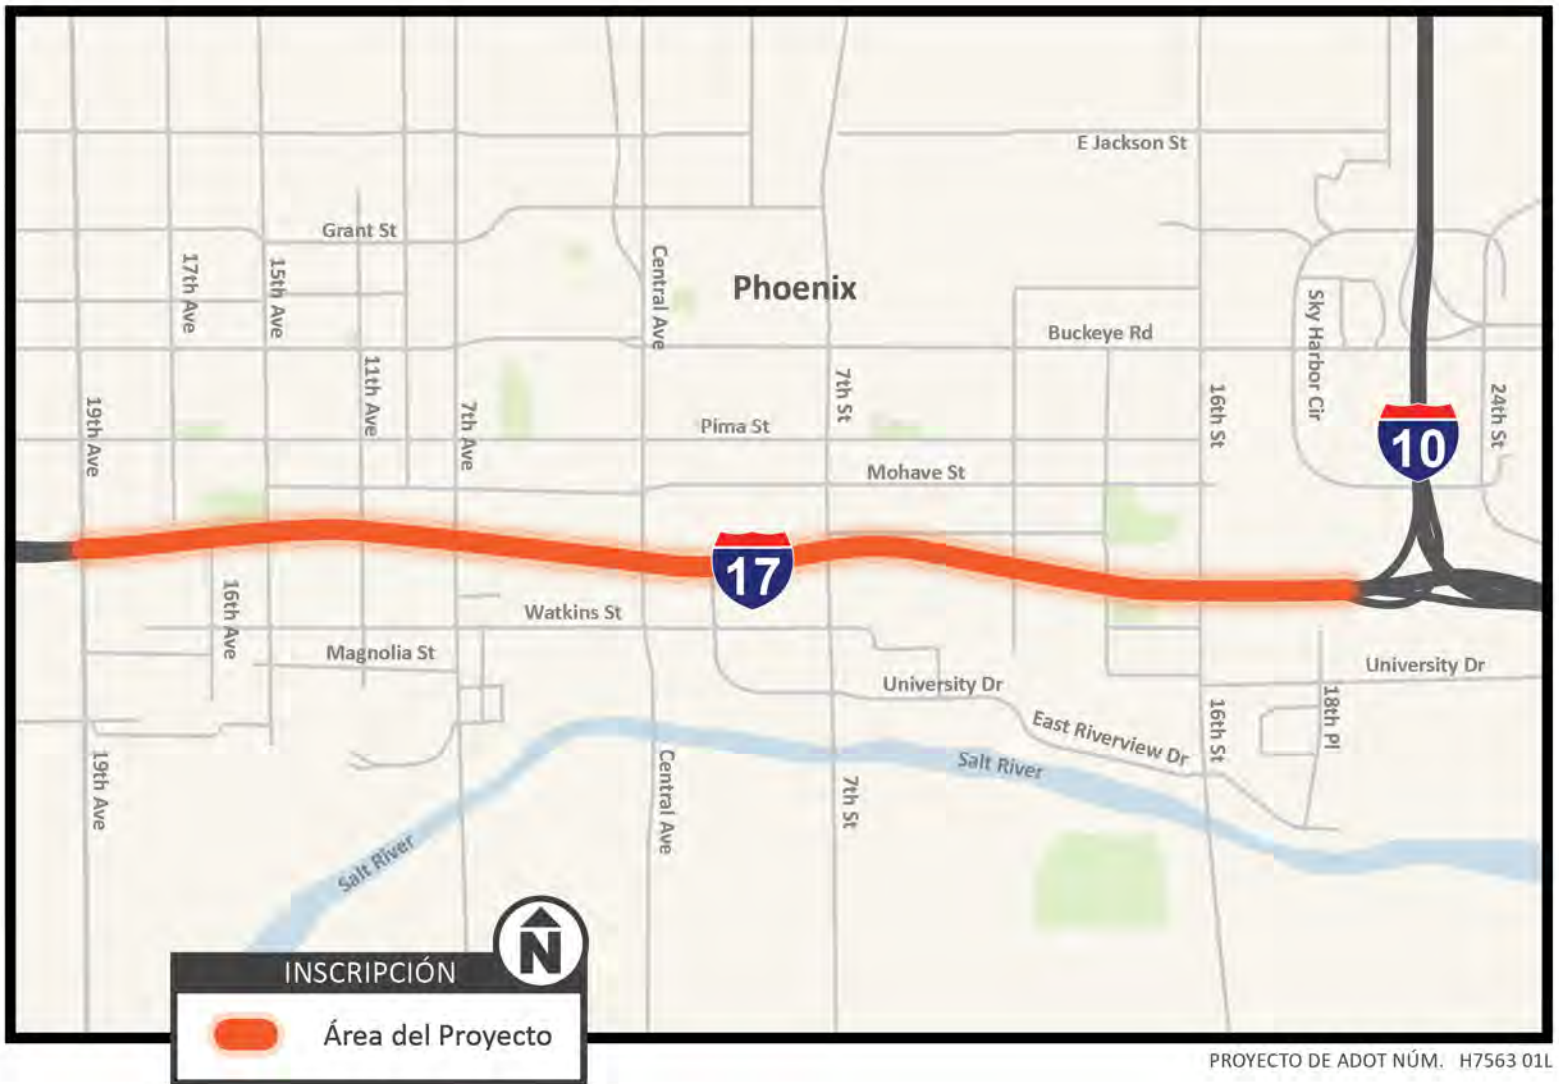 E Jackson St
Grant St
17th Ave
15th Ave
Central Ave
Phoenix
Sky Harbor Cir
Buckeye Rd
11th Ave
7th St
19th Ave
7th Ave
16th St
24th St
Pima St
10
Mohave St
17
16th Ave
Watkins St
Magnolia St
University Dr
University Dr
18th Pl
16th St
East Riverview Dr
19th Ave
Central Ave
Salt River
7th St
Salt River
N
INSCRIPCIÓN
Área del Proyecto
PROYECTO DE ADOT NÚM. H7563 01L